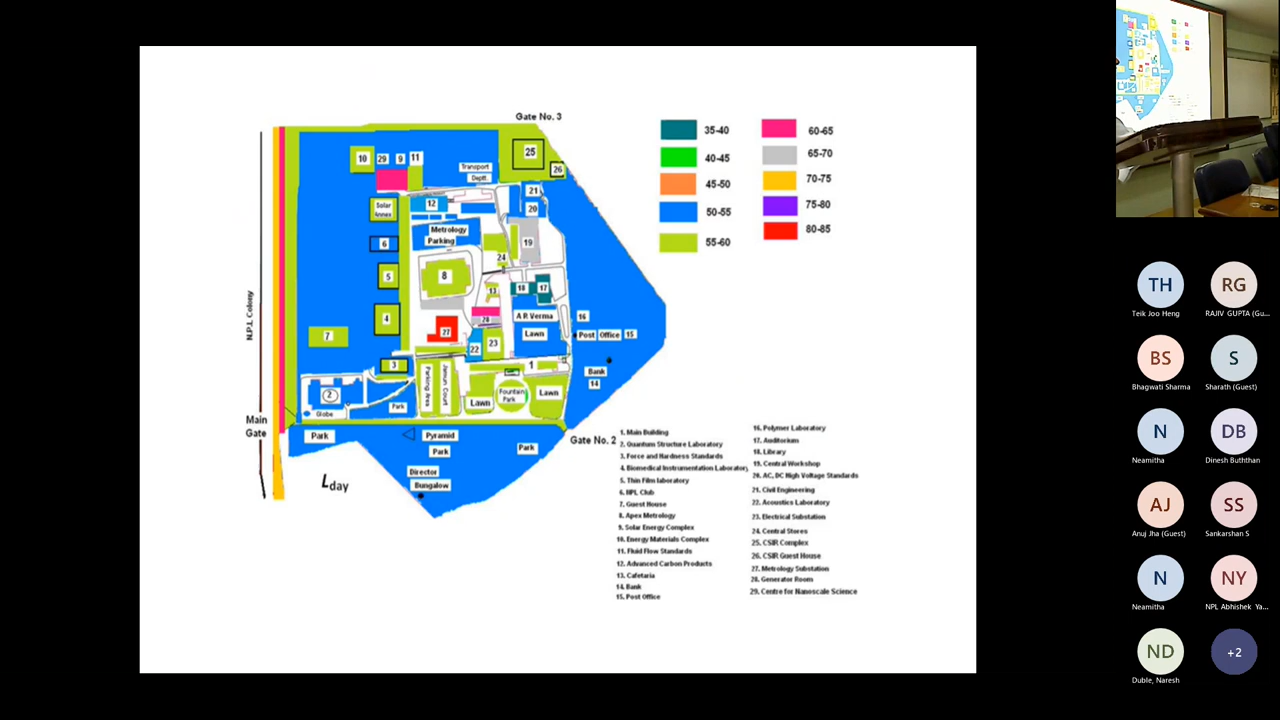 Gate No. 3
35-40
40-45
45-50
50-55
55-60
60-65
65-70
70-75
75-80
80-85
10
29
9
11
Transport
Deptt.
25
26
Solar
Annex
12
21
20
6
Metrology
Parking
19
24
5
8
13
18
17
4
28
A R Verma
Lawn
16
Post Office
15
7
27
22
23
3
1
Bank
14
2
Globe
Park
Parking Area
Jamun Court
Lawn
Fountain
Park
Lawn
N.P.L Colony
Main
Gate
Gate No. 2
Park
Pyramid
Park
Park
Director
Bungalow
Lday
1. Main Building
2. Quantum Structure Laboratory
3. Force and Hardness Standards
4. Biomedical Instrumentation Laboratory
5. Thin Film laboratory
6. NPL Club
7. Guest House
8. Apex Metrology
9. Solar Energy Complex
10. Energy Materials Complex
11. Fluid Flow Standards
12. Advanced Carbon Products
13. Cafetaria
14. Bank
15. Post Office
16. Polymer Laboratory
17. Auditorium
18. Library
19. Central Workshop
20. AC, DC High Voltage Standards
21. Civil Engineering
22. Acoustics Laboratory
23. Electrical Substation
24. Central Stores
25. CSIR Complex
26. CSIR Guest House
27. Metrology Substation
28. Generator Room
29. Centre for Nanoscale Science
TH
Teik Joo Heng
RG
RAJIV GUPTA (Gu...
BS
Bhagwati Sharma
S
Sharath (Guest)
N
Neamitha
DB
Dinesh Buththan
AJ
Anuj Jha (Guest)
SS
Sankarshan S
N
Neamitha
NY
NPL Abhishek Ya...
ND
Duble, Naresh
+2